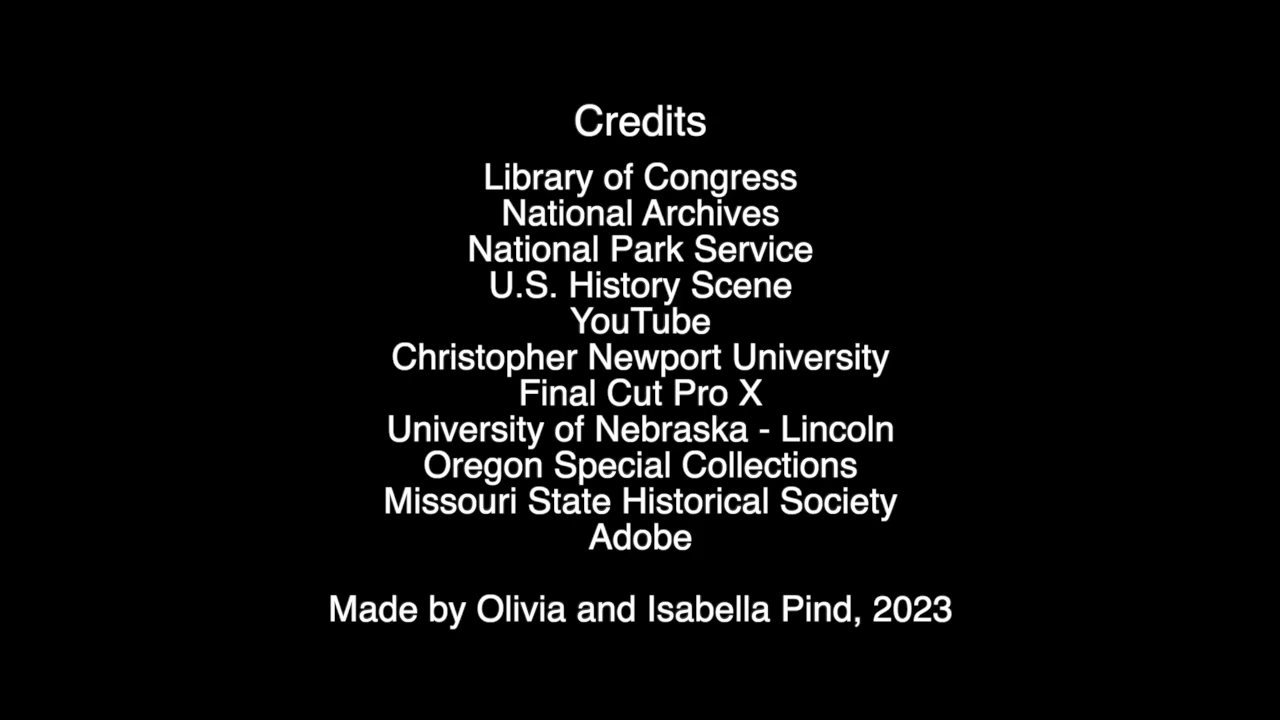 Credits
Library of Congress
National Archives
National Park Service
U.S. History Scene
YouTube
Christopher Newport University
Final Cut Pro X
University of Nebraska - Lincoln
Oregon Special Collections
Missouri State Historical Society
Adobe
Made by Olivia and Isabella Pind, 2023